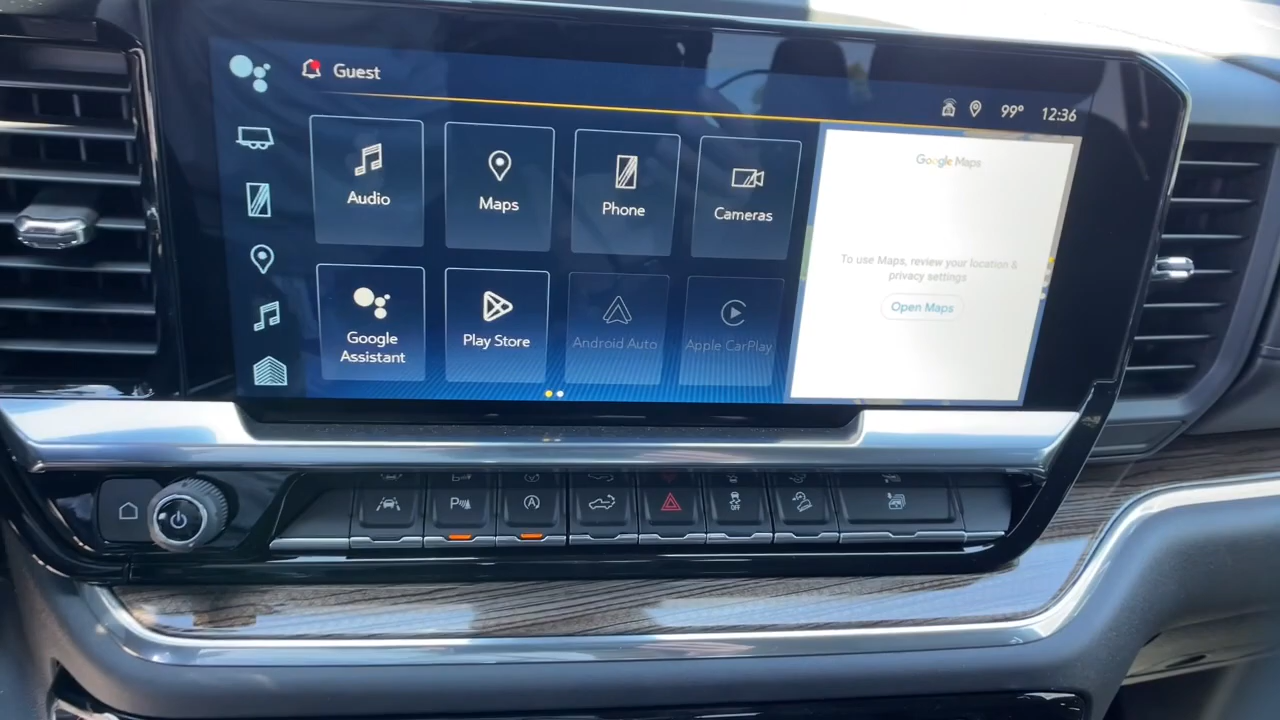 Guest
99° 12:36
Audio
Maps
Phone
Cameras
Google
Assistant
Play Store
Android Auto
Apple CarPlay
Google Maps
To use Maps, review your location &
privacy settings
Open Maps
P
A
OFF